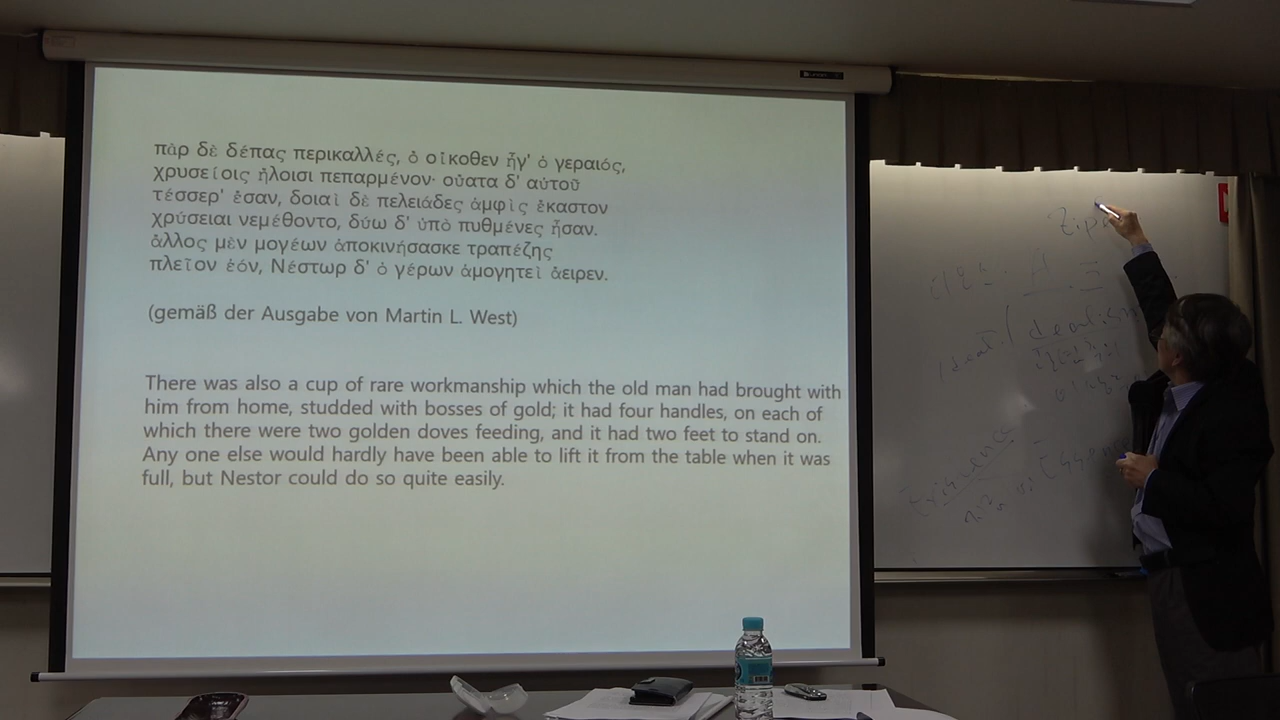 πὰρ δὲ δέπας περικαλλές, ὃ οἴκοθεν ἦγ' ὁ γεραιός,
χρυσείοις ἥλοισι πεπαρμένον· οὔατα δ' αὐτοῦ
τέσσερ' ἔσαν, δοιαὶ δὲ πελειάδες ἀμφὶς ἕκαστον
χρύσειαι νεμέθοντο, δύω δ' ὑπὸ πυθμένες ἦσαν.
ἄλλος μὲν μογέων ἀποκινήσασκε τραπέζης
πλεῖον ἐόν, Νέστωρ δ' ὁ γέρων ἀμογητεὶ ἄειρεν.
(gemäß der Ausgabe von Martin L. West)
There was also a cup of rare workmanship which the old man had brought with
him from home, studded with bosses of gold; it had four handles, on each of
which there were two golden doves feeding, and it had two feet to stand on.
Any one else would hardly have been able to lift it from the table when it was
full, but Nestor could do so quite easily.